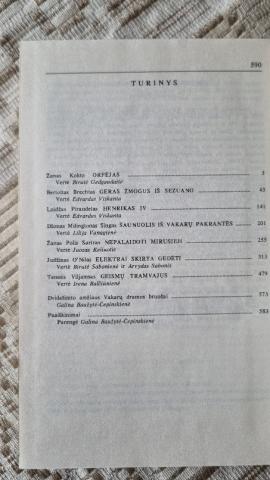 590
TURINYS
Žanas Kokto ORFĖJAS 3
Vertė Birutė Gedgaudaitė
Bertoltas Brechtas GERAS ŽMOGUS IŠ SEZUANO 43
Vertė Edvardas Viskanta
Luidžis Pirandelas HENRIKAS IV 141
Vertė Edvardas Viskanta
Džonas Milingtonas Singas ŠAUNUOLIS IŠ VAKARŲ PAKRANTĖS 201
Vertė Lilija Vanagienė
Žanas Polis Sartras NEPALAIDOTI MIRUSIEJI 255
Vertė Juozas Keliuotis
Judžinas O'Nilas ELEKTRAI SKIRTA GEDĖTI 313
Vertė Biruté Sabonienė ir Arvydas Sabonis
Tenesis Viljamsas GEISMŲ TRAMVAJUS 479
Vertė Irena Balčiūnienė
Dvidešimto amžiaus Vakarų dramos bruožai 573
Galina Baužytė-Čepinskienė
Paaiškinimai 583
Parengė Galina Baužytė-Čepinskienė